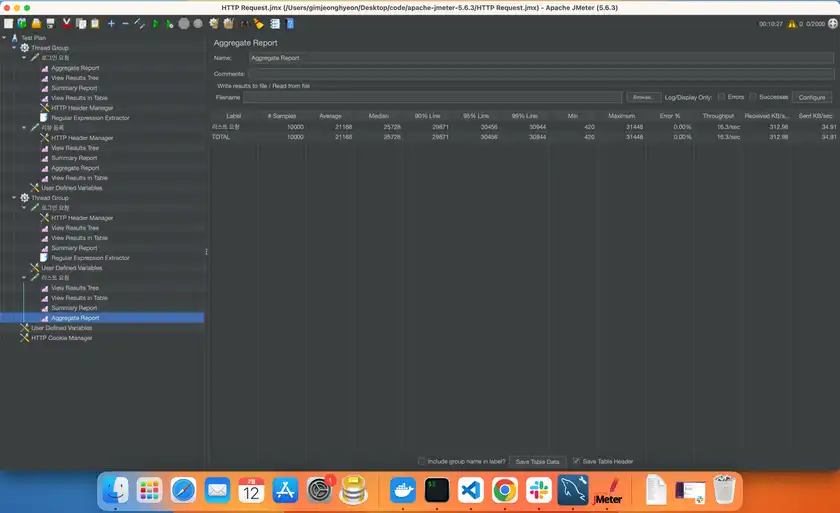 HTTP Request.jmx (/Users/gimjeonghyeon/Desktop/code/apache-jmeter-5.6.3/HTTP Request.jmx) - Apache JMeter (5.6.3)
00:10:27 0 0/2000
Test Plan
Thread Group
로그인 요청
Aggregate Report
View Results Tree
Summary Report
View Results in Table
HTTP Header Manager
Regular Expression Extractor
리뷰 등록
HTTP Header Manager
View Results Tree
Summary Report
Aggregate Report
View Results in Table
User Defined Variables
Thread Group
로그인 요청
HTTP Header Manager
View Results Tree
View Results in Table
Summary Report
Regular Expression Extractor
User Defined Variables
리스트 요청
View Results Tree
View Results in Table
Summary Report
Aggregate Report
User Defined Variables
HTTP Cookie Manager
Aggregate Report
Name: Aggregate Report
Comments:
Write results to file / Read from file
Filename Browse... Log/Display Only: Errors Successes Configure
Label # Samples Average Median 90% Line 95% Line 99% Line Min Maximum Error % Throughput Received KB/s... Sent KB/sec
리스트 요청 10000 21168 25728 29871 30456 30944 420 31448 0.00% 16.3/sec 312.98 34.91
TOTAL 10000 21168 25728 29871 30456 30944 420 31448 0.00% 16.3/sec 312.98 34.91
Include group name in label? Save Table Data Save Table Header
12
1
JMeter